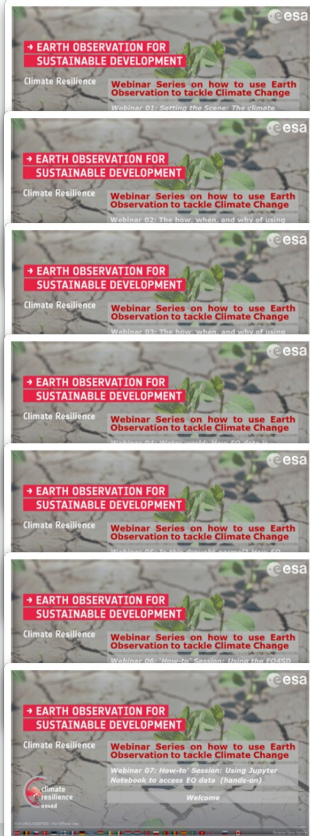 esa
→ EARTH OBSERVATION FOR
SUSTAINABLE DEVELOPMENT
Climate Resilience
Webinar Series on how to use Earth
Observation to tackle Climate Change
Webinar 01: Setting the Scene: The climate
esa
→ EARTH OBSERVATION FOR
SUSTAINABLE DEVELOPMENT
Climate Resilience
Webinar Series on how to use Earth
Observation to tackle Climate Change
Webinar 02: The how, when, and why of using
esa
→ EARTH OBSERVATION FOR
SUSTAINABLE DEVELOPMENT
Climate Resilience
Webinar Series on how to use Earth
Observation to tackle Climate Change
Webinar 03: The how, when, and why of using
esa
→ EARTH OBSERVATION FOR
SUSTAINABLE DEVELOPMENT
Climate Resilience
Webinar Series on how to use Earth
Observation to tackle Climate Change
esa
→ EARTH OBSERVATION FOR
SUSTAINABLE DEVELOPMENT
Climate Resilience
Webinar Series on how to use Earth
Observation to tackle Climate Change
esa
→ EARTH OBSERVATION FOR
SUSTAINABLE DEVELOPMENT
Climate Resilience
Webinar Series on how to use Earth
Observation to tackle Climate Change
Webinar 06: 'How-to' Session: Using the EO4SD
esa
→ EARTH OBSERVATION FOR
SUSTAINABLE DEVELOPMENT
Climate Resilience
Webinar Series on how to use Earth
Observation to tackle Climate Change
Webinar 07: How-to' Session: Using Jupyter
Notebook to access EO data (hands-on)
climate
resilience
eo4sd
Welcome